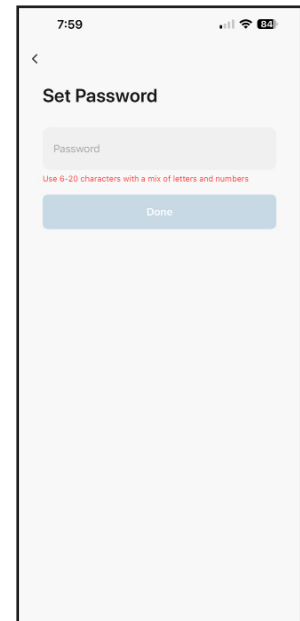 7:59
84
Set Password
Password
Use 6-20 characters with a mix of letters and numbers
Done